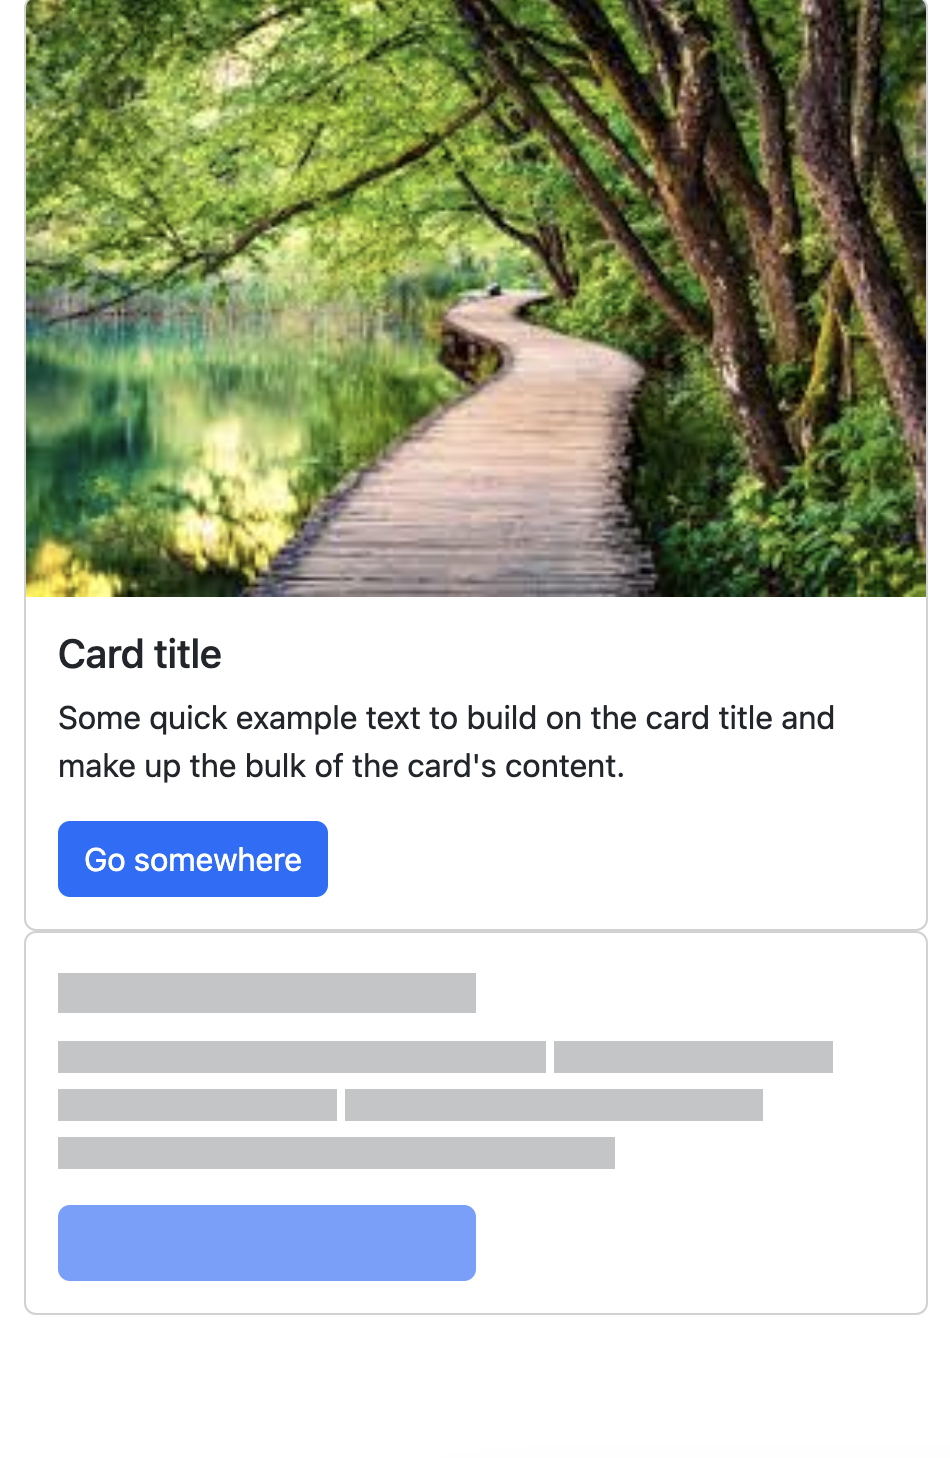 Card title
Some quick example text to build on the card title and
make up the bulk of the card's content.
Go somewhere